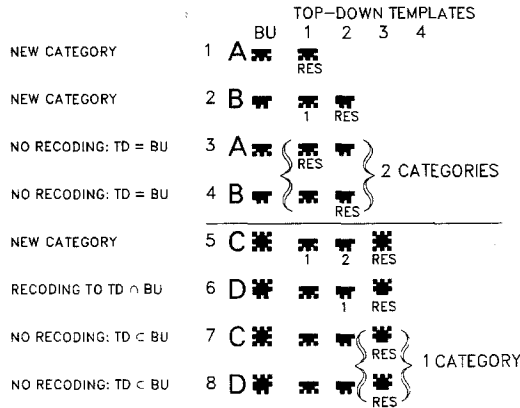 TOP-DOWN TEMPLATES
BU 1 2 3 4
NEW CATEGORY 1 A
RES
NEW CATEGORY 2 B
1 RES
NO RECODING: TD = BU 3 A
RES
2 CATEGORIES
NO RECODING: TD = BU 4 B
RES
NEW CATEGORY 5 C
1 2 RES
RECODING TO TD ∩ BU 6 D
1 RES
NO RECODING: TD ⊂ BU 7 C
RES
1 CATEGORY
NO RECODING: TD ⊂ BU 8 D
RES